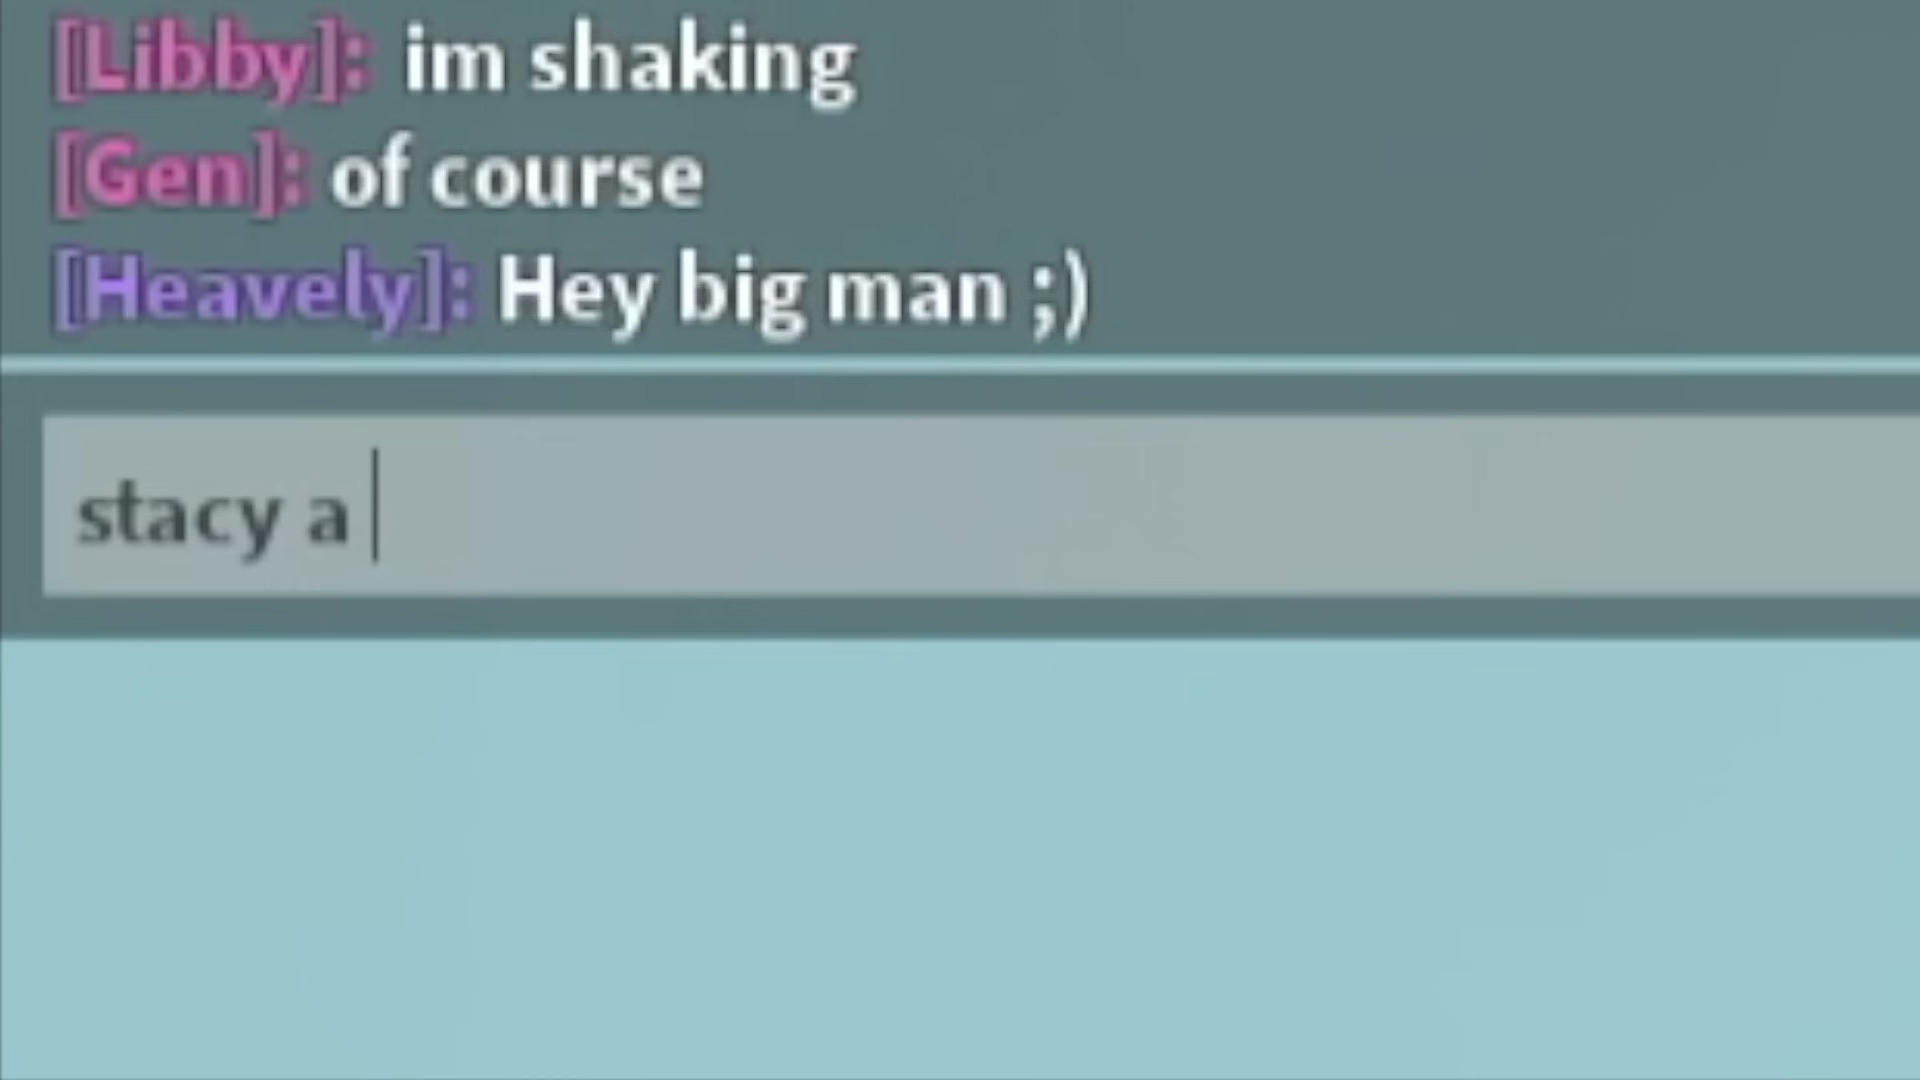 [Libby]: im shaking
[Gen]: of course
[Heavely]: Hey big man ;)
stacy a